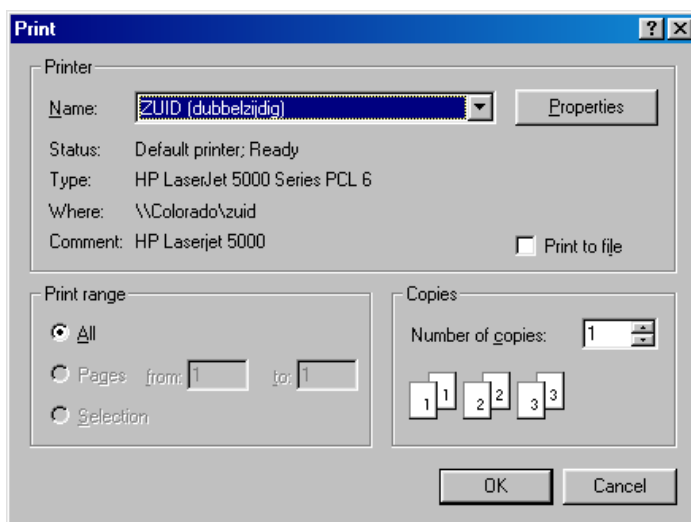 Print
Printer
Name: ZUID (dubbelzijdig) Properties
Status: Default printer; Ready
Type: HP LaserJet 5000 Series PCL 6
Where: \\Colorado\zuid
Comment: HP Laserjet 5000
Print to file
Print range
All
Pages from: 1 to: 1
Selection
Copies
Number of copies: 1
1 1 2 2 3 3
OK Cancel